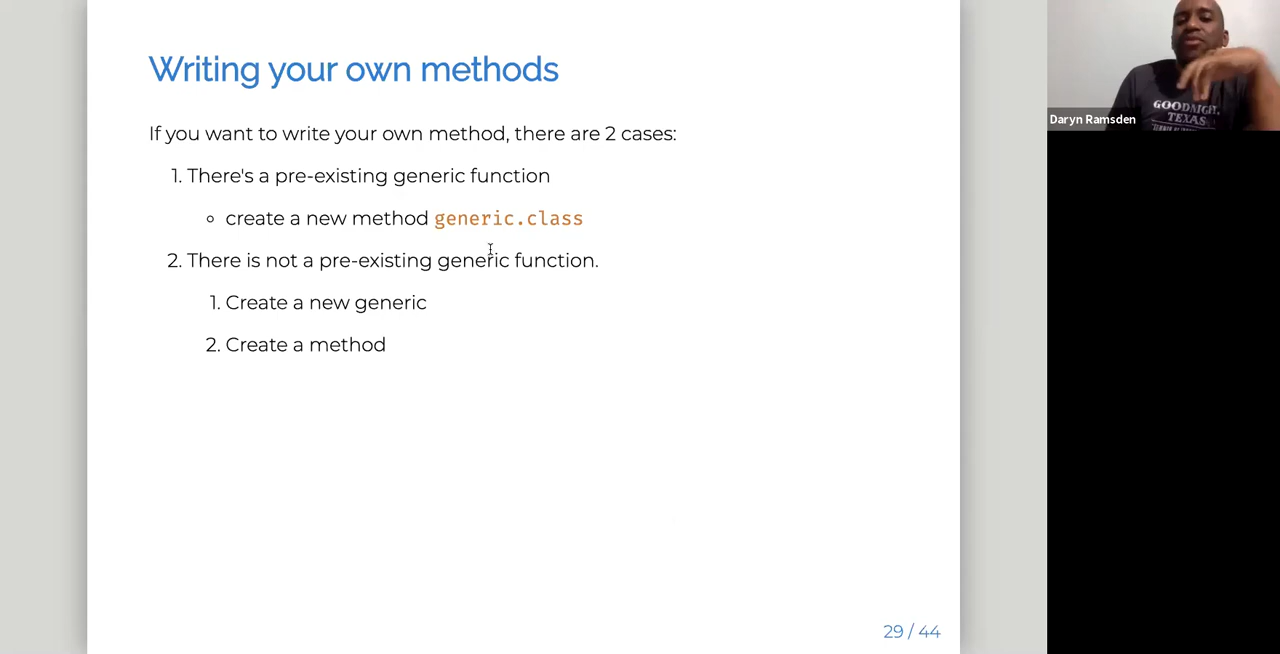 Writing your own methods
If you want to write your own method, there are 2 cases:
1. There's a pre-existing generic function
create a new method generic.class
2. There is not a pre-existing generic function.
1. Create a new generic
2. Create a method
29 / 44
GOODNIGHT,
TEXAS
Daryn Ramsden